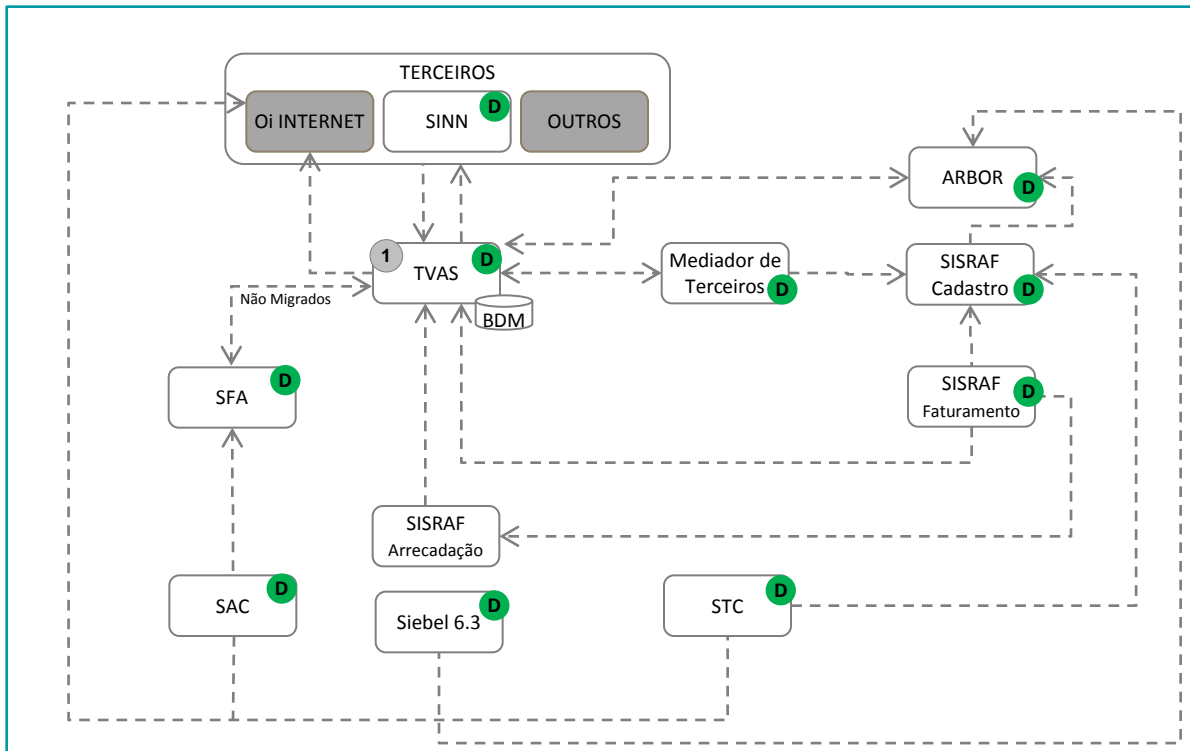 TERCEIROS
Oi INTERNET
SINN
D
OUTROS
ARBOR
D
1
TVAS
D
BDM
Mediador de
Terceiros
D
SISRAF
Cadastro
D
Não Migrados
SFA
D
SISRAF
Faturamento
D
SISRAF
Arrecadação
SAC
D
Siebel 6.3
D
STC
D